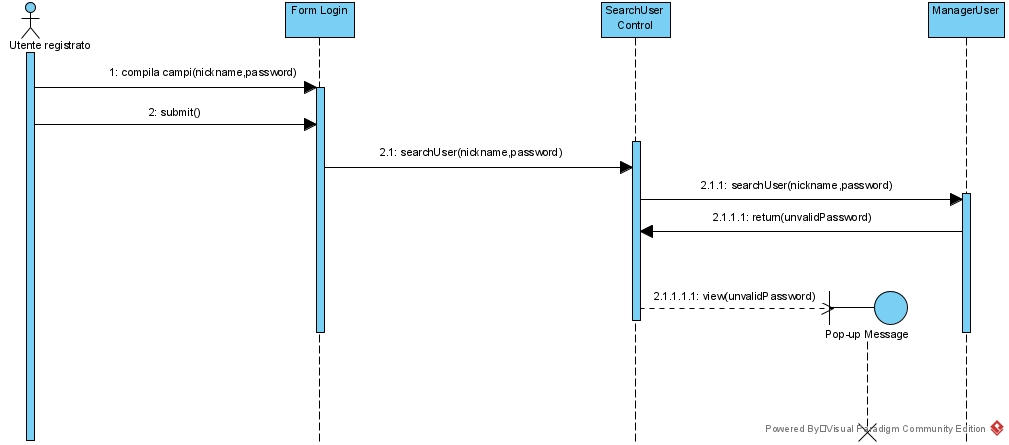 Form Login
SearchUser
Control
ManagerUser
Utente registrato
1: compila campi(nickname,password)
2: submit()
2.1: searchUser(nickname,password)
2.1.1: searchUser(nickname,password)
2.1.1.1: return(unvalidPassword)
2.1.1.1.1: view(unvalidPassword)
Pop-up Message
Powered By□Visual Paradigm Community Edition